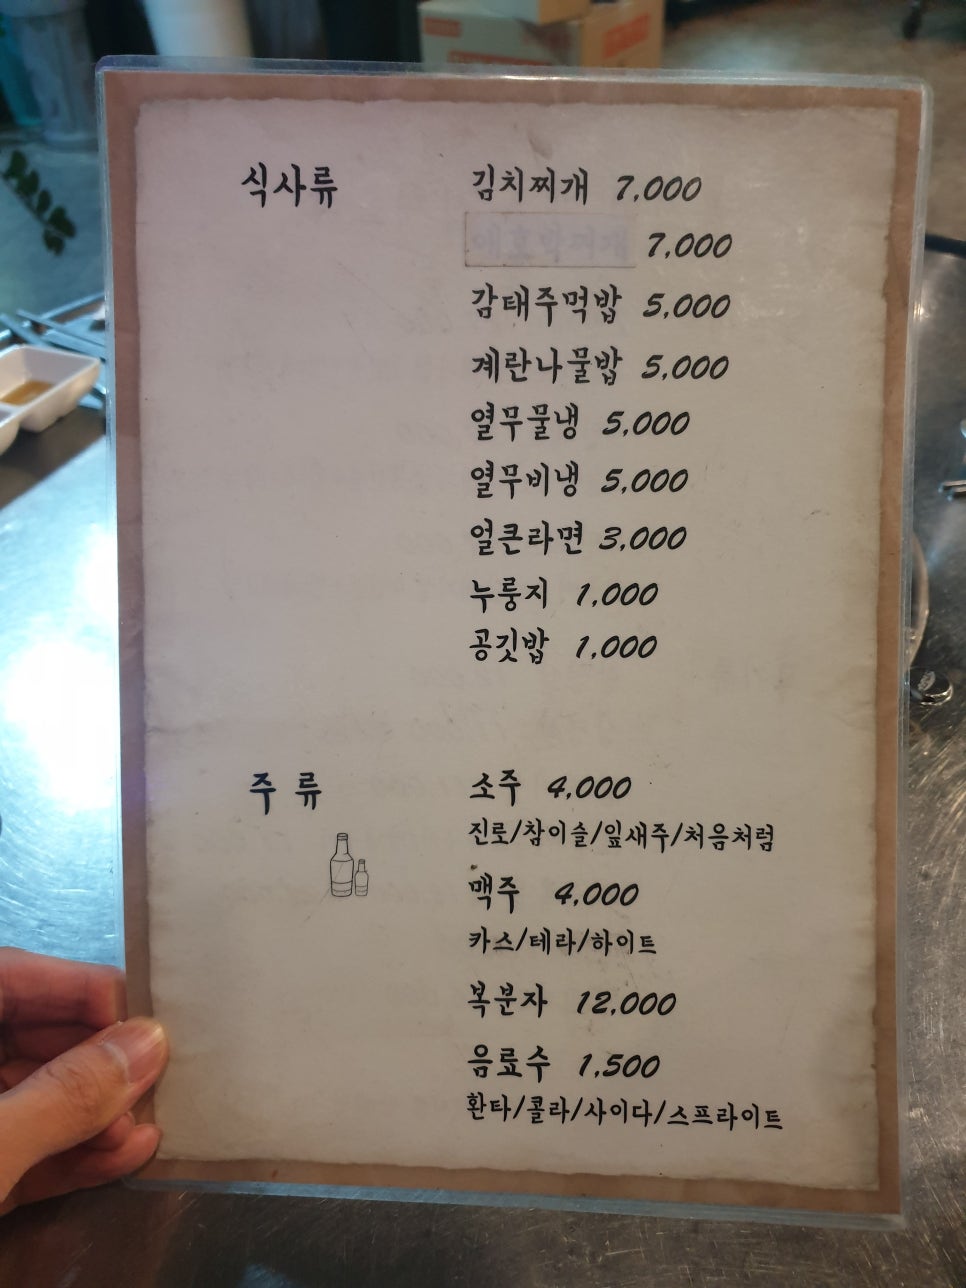 식사류
김치찌개 7,000
7,000
감태주먹밥 5,000
계란나물밥 5,000
열무물냉 5,000
열무비냉 5,000
얼큰라면 3,000
누룽지 1,000
공깃밥 1,000
주류
소주 4,000
진로/참이슬/잎새주/처음처럼
맥주 4,000
카스/테라/하이트
복분자 12,000
음료수 1,500
환타/콜라/사이다/스프라이트